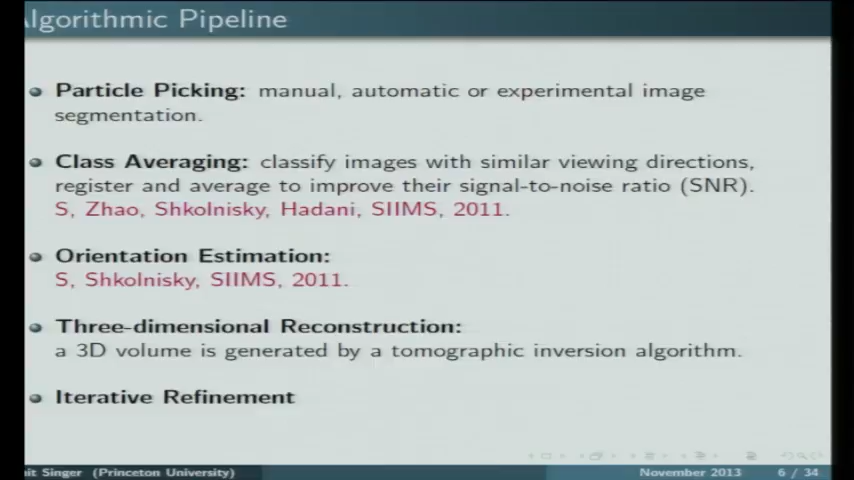 lgorithmic Pipeline
Particle Picking: manual, automatic or experimental image
segmentation.
Class Averaging: classify images with similar viewing directions,
register and average to improve their signal-to-noise ratio (SNR).
S, Zhao, Shkolnisky, Hadani, SIIMS, 2011.
Orientation Estimation:
S, Shkolnisky, SIIMS, 2011.
Three-dimensional Reconstruction:
a 3D volume is generated by a tomographic inversion algorithm.
Iterative Refinement
it Singer (Princeton University) November 2013 6 / 34